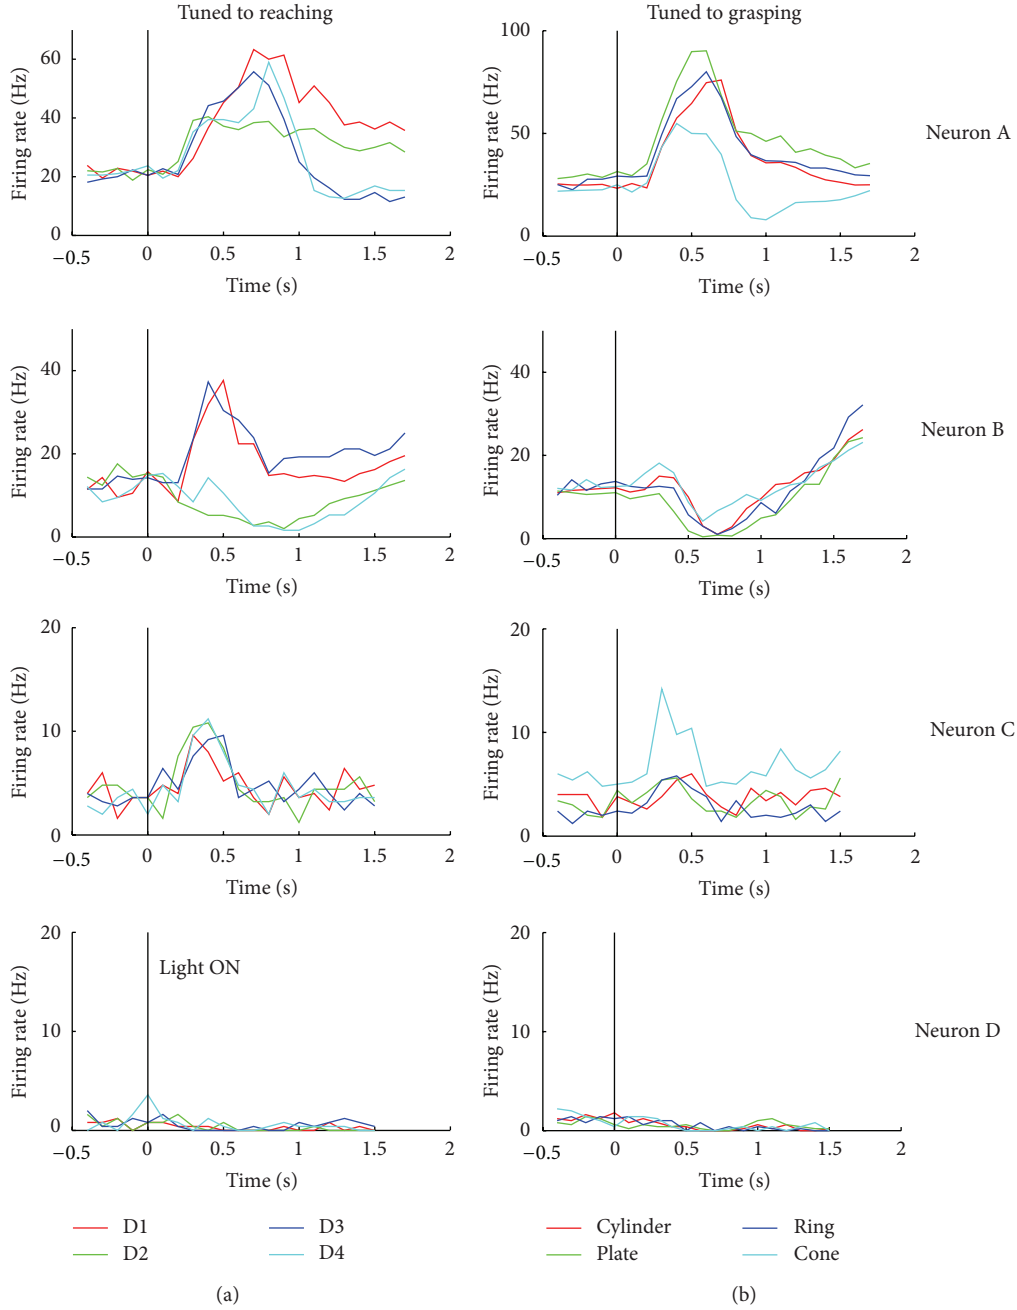 Tuned to reaching
Tuned to grasping
Firing rate (Hz)
60
40
20
0
−0.5
0
0.5
1
1.5
2
Time (s)
Firing rate (Hz)
100
50
0
−0.5
0
0.5
1
1.5
2
Time (s)
Neuron A
Firing rate (Hz)
40
20
0
−0.5
0
0.5
1
1.5
2
Time (s)
Firing rate (Hz)
40
20
0
−0.5
0
0.5
1
1.5
2
Time (s)
Neuron B
Firing rate (Hz)
20
10
0
−0.5
0
0.5
1
1.5
2
Time (s)
Firing rate (Hz)
20
10
0
−0.5
0
0.5
1
1.5
2
Time (s)
Neuron C
Firing rate (Hz)
20
10
0
Light ON
−0.5
0
0.5
1
1.5
2
Time (s)
Firing rate (Hz)
20
10
0
−0.5
0
0.5
1
1.5
2
Time (s)
Neuron D
D1
D3
D2
D4
(a)
Cylinder
Ring
Plate
Cone
(b)